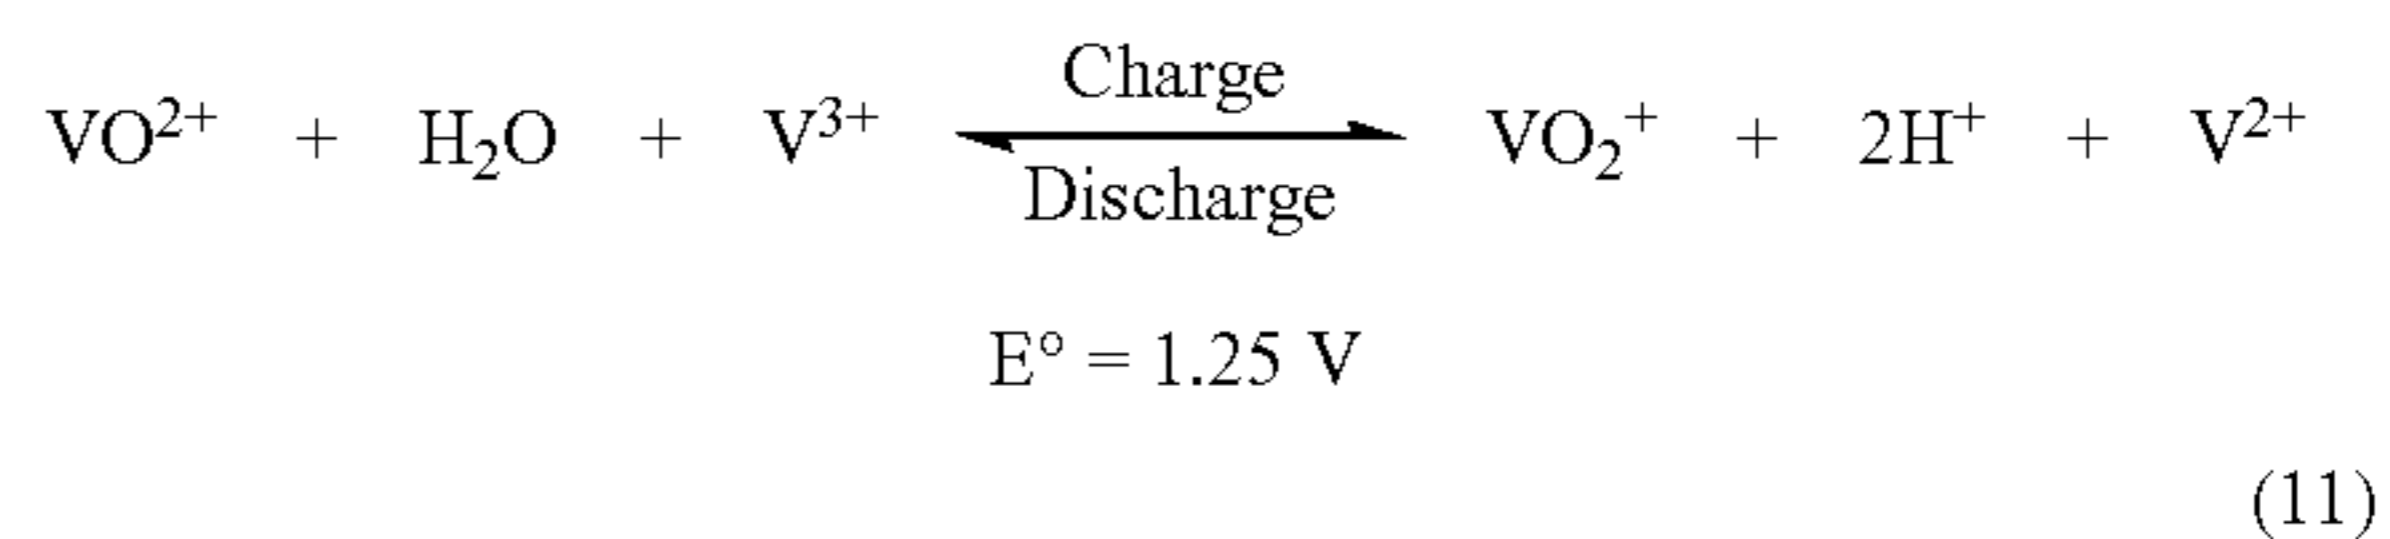 Charge
VO²⁺ + H₂O + V³⁺ ⇌ VO₂⁺ + 2H⁺ + V²⁺
Discharge
E° = 1.25 V
(11)